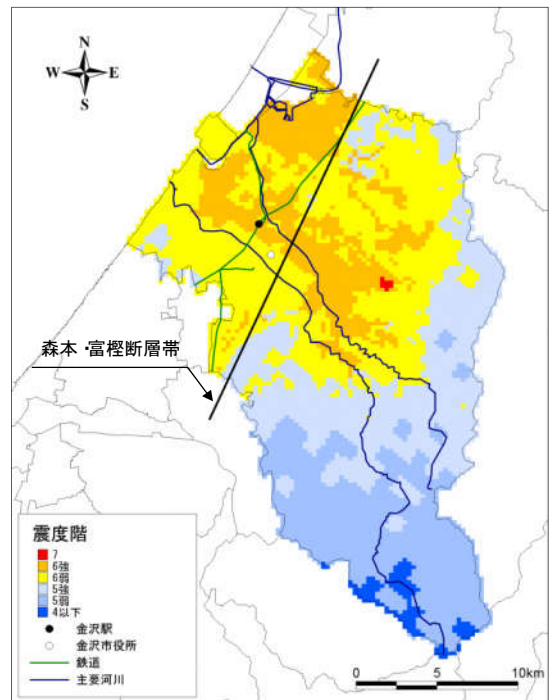 N
W E
S
森本・富樫断層帯
震度階
7
6強
6弱
5強
5弱
4以下
金沢駅
金沢市役所
鉄道
主要河川
0 5 10km